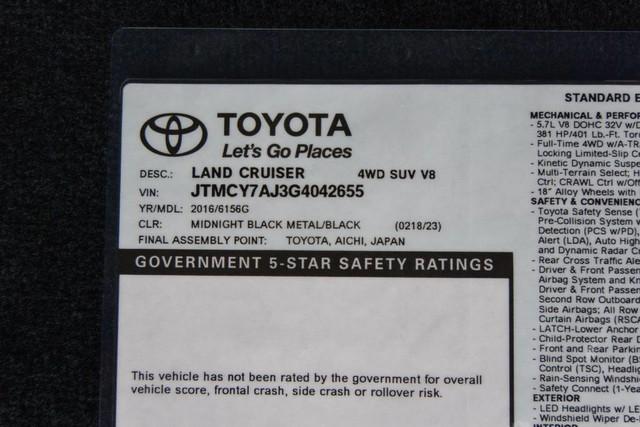 TOYOTA
Let's Go Places
DESC.: LAND CRUISER 4WD SUV V8
VIN: JTMCY7AJ3G4042655
YR/MDL: 2016/6156G
CLR: MIDNIGHT BLACK METAL/BLACK (0218/23)
FINAL ASSEMBLY POINT: TOYOTA, AICHI, JAPAN
GOVERNMENT 5-STAR SAFETY RATINGS
This vehicle has not been rated by the government for overall
vehicle score, frontal crash, side crash or rollover risk.
STANDARD E
MECHANICAL & PERFO
- 5.7L V8 DOHC 32V w/D
381 HP/401 Lb.-Ft. Tor
- Full-Time 4WD w/A-TR
Locking Limited-Slip C
- Kinetic Dynamic Suspe
- Multi-Terrain Select; H
Ctrl; CRAWL Ctrl w/Of
- 18" Alloy Wheels with
SAFETY & CONVENIENC
- Toyota Safety Sense (
Pre-Collision System w
Detection (PCS w/PD),
Alert (LDA), Auto High
and Dynamic Radar Cr
- Rear Cross Traffic Ale
- Driver & Front Passen
Airbag System and Kn
Driver & Front Passen
Second Row Outboard
Side Airbags; All Row
Curtain Airbags (RSCA
- LATCH-Lower Anchor
- Child-Protector Rear D
- Front and Rear Parkin
- Blind Spot Monitor (BS
Control (TSC), Headlig
- Rain-Sensing Windshi
- Safety Connect (1-Yea
EXTERIOR
- LED Headlights w/ LE
- Windshield Wiper De-I
INTERIOR